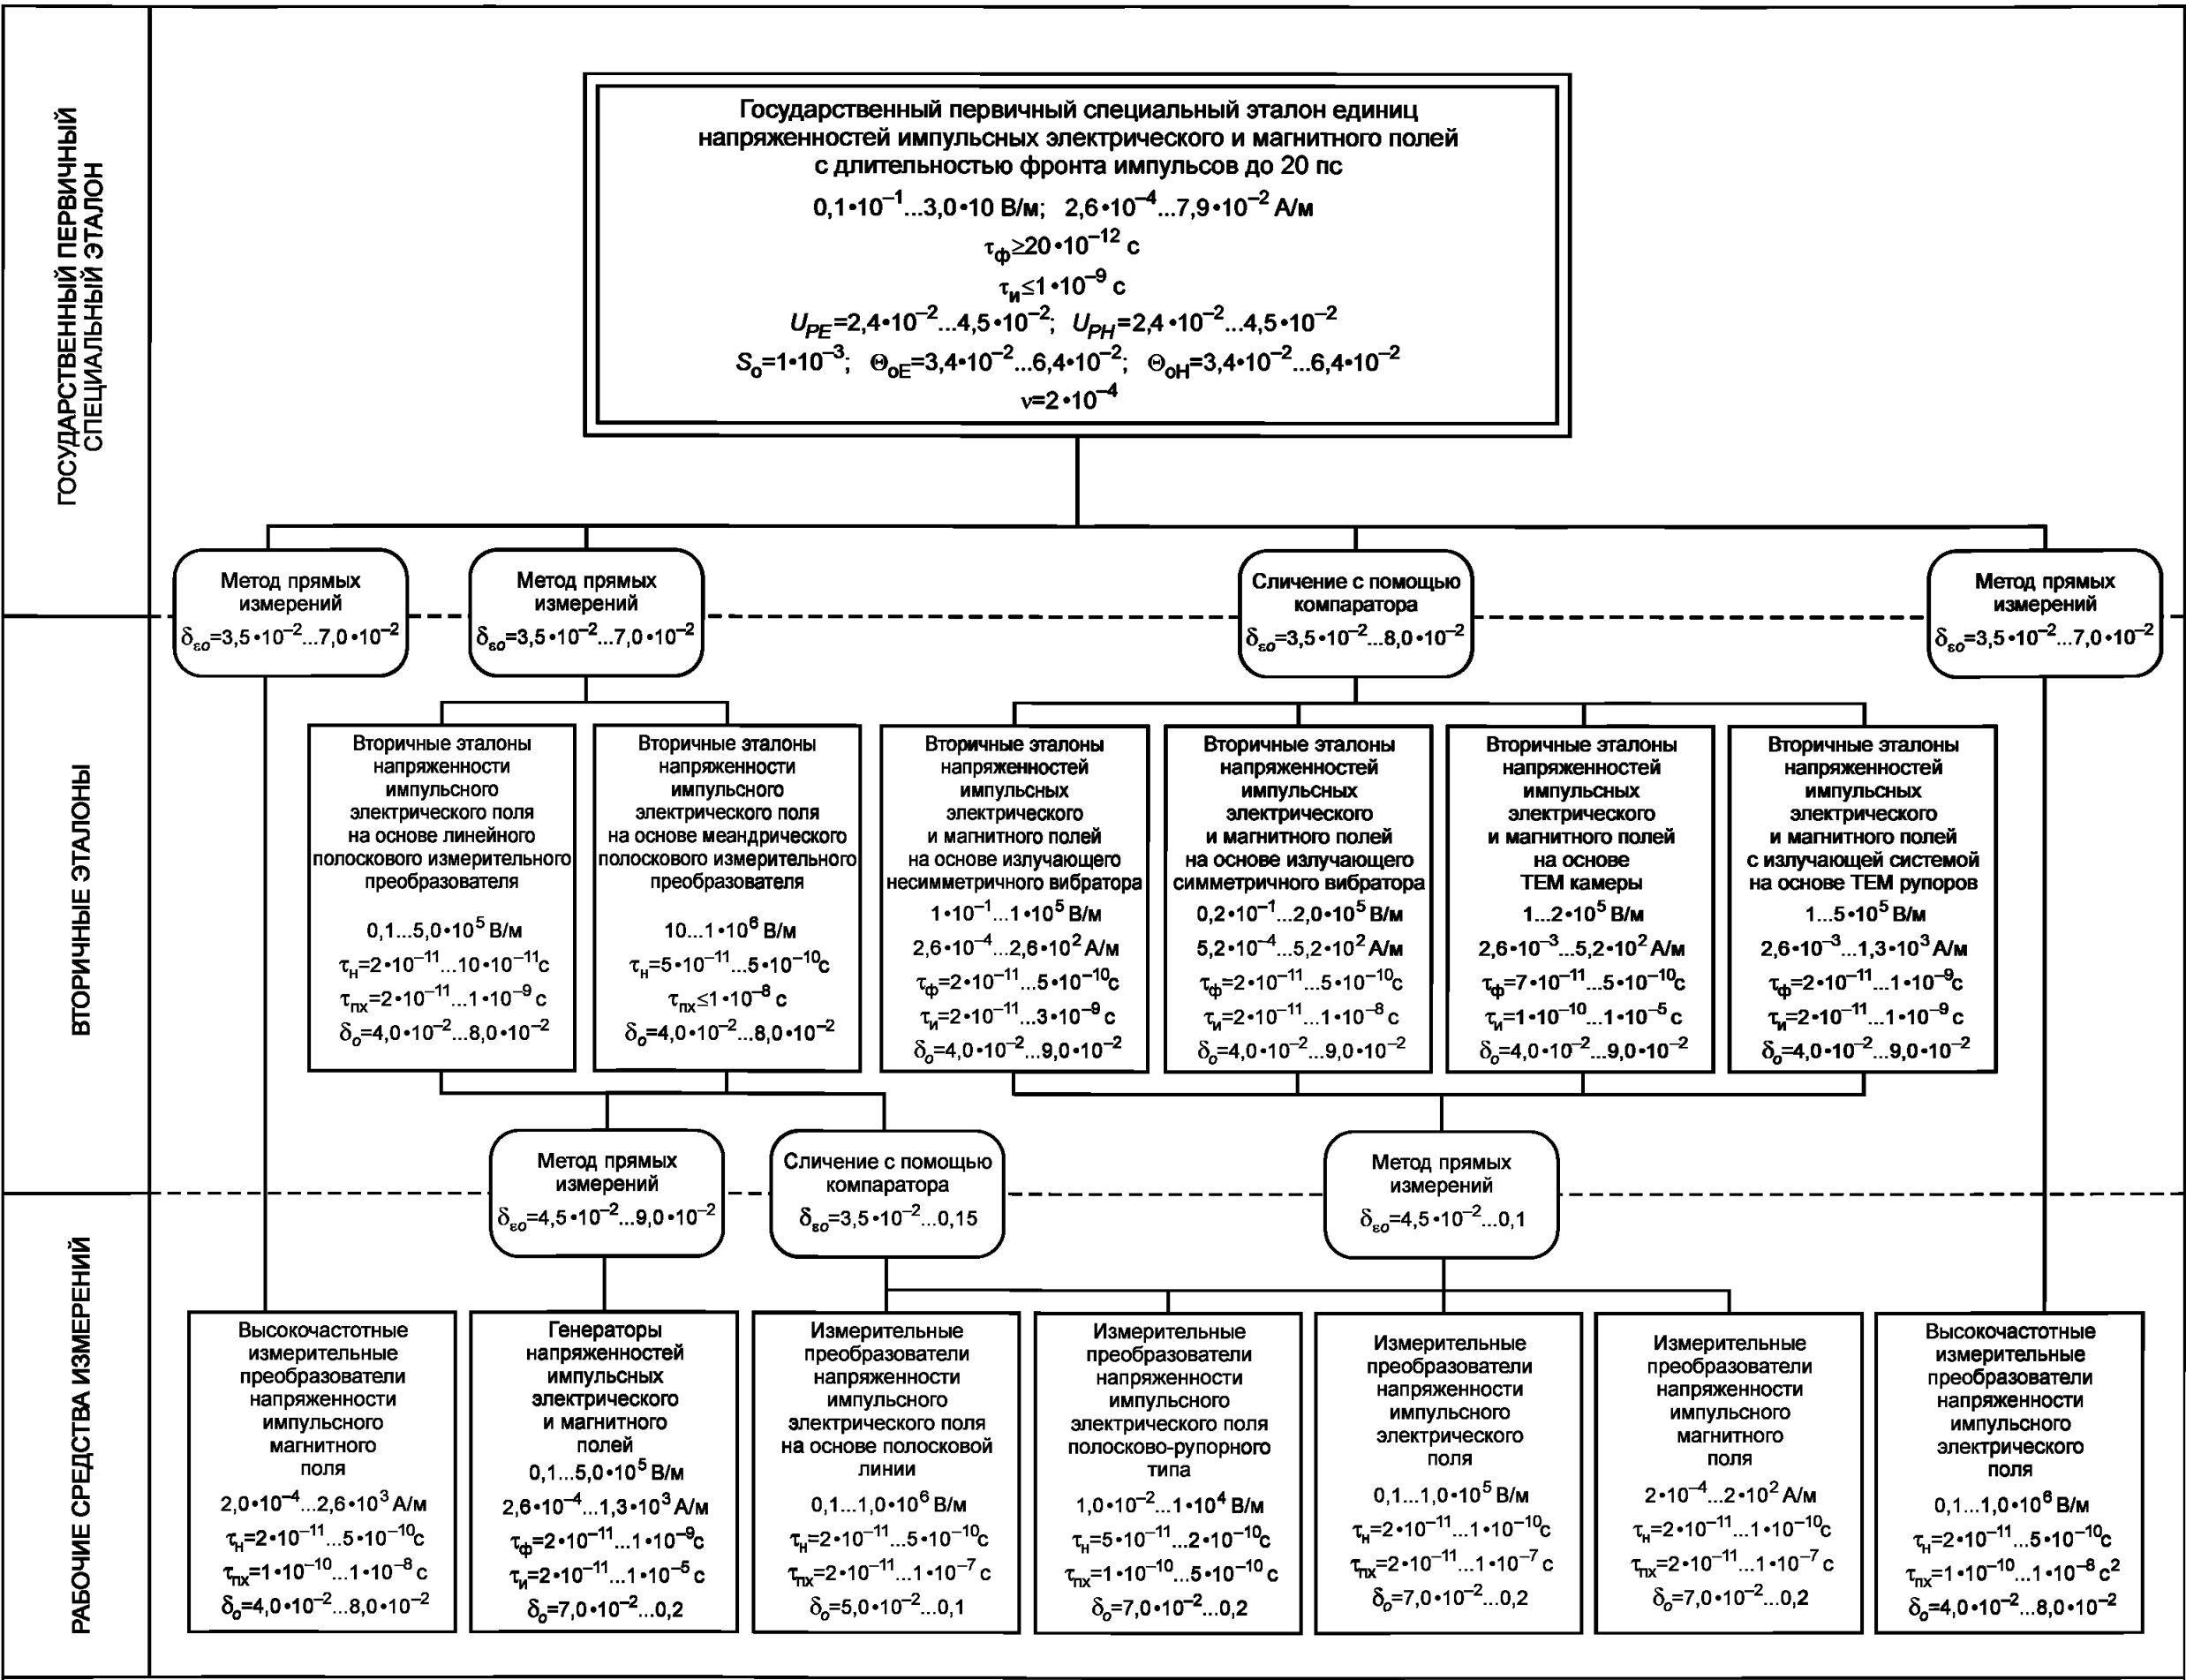 ГОСУДАРСТВЕННЫЙ ПЕРВИЧНЫЙ
СПЕЦИАЛЬНЫЙ ЭТАЛОН
Государственный первичный специальный эталон единиц
напряженностей импульсных электрического и магнитного полей
с длительностью фронта импульсов до 20 пс
0,1•10⁻¹...3,0•10 В/м; 2,6•10⁻⁴...7,9•10⁻² А/м
τф≥20•10⁻¹² с
τи≤1•10⁻⁹ с
U_PE=2,4•10⁻²...4,5•10⁻²; U_PH=2,4•10⁻²...4,5•10⁻²
Sо=1•10⁻³; ΘоЕ=3,4•10⁻²...6,4•10⁻²; ΘоН=3,4•10⁻²...6,4•10⁻²
ν=2•10⁻⁴
Метод прямых
измерений
δεo=3,5•10⁻²...7,0•10⁻²
Метод прямых
измерений
δεo=3,5•10⁻²...7,0•10⁻²
Сличение с помощью
компаратора
δεo=3,5•10⁻²...8,0•10⁻²
Метод прямых
измерений
δεo=3,5•10⁻²...7,0•10⁻²
ВТОРИЧНЫЕ ЭТАЛОНЫ
Вторичные эталоны
напряженности
импульсного
электрического поля
на основе линейного
полоскового измерительного
преобразователя
0,1...5,0•10⁵ В/м
τн=2•10⁻¹¹...10•10⁻¹¹с
τпх=2•10⁻¹¹...1•10⁻⁹ с
δo=4,0•10⁻²...8,0•10⁻²
Вторичные эталоны
напряженности
импульсного
электрического поля
на основе меандрического
полоскового измерительного
преобразователя
10...1•10⁶ В/м
τн=5•10⁻¹¹...5•10⁻¹⁰с
τпх≤1•10⁻⁸ с
δo=4,0•10⁻²...8,0•10⁻²
Вторичные эталоны
напряженностей
импульсных
электрического
и магнитного полей
на основе излучающего
несимметричного вибратора
1•10⁻¹...1•10⁵ В/м
2,6•10⁻⁴...2,6•10² А/м
τф=2•10⁻¹¹...5•10⁻¹⁰с
τи=2•10⁻¹¹...3•10⁻⁹ с
δo=4,0•10⁻²...9,0•10⁻²
Вторичные эталоны
напряженностей
импульсных
электрического
и магнитного полей
на основе излучающего
симметричного вибратора
0,2•10⁻¹...2,0•10⁵ В/м
5,2•10⁻⁴...5,2•10² А/м
τф=2•10⁻¹¹...5•10⁻¹⁰с
τи=2•10⁻¹¹...1•10⁻⁸ с
δo=4,0•10⁻²...9,0•10⁻²
Вторичные эталоны
напряженностей
импульсных
электрического
и магнитного полей
на основе
ТЕМ камеры
1...2•10⁵ В/м
2,6•10⁻³...5,2•10² А/м
τф=7•10⁻¹¹...5•10⁻¹⁰с
τи=1•10⁻¹⁰...1•10⁻⁵ с
δo=4,0•10⁻²...9,0•10⁻²
Вторичные эталоны
напряженностей
импульсных
электрического
и магнитного полей
с излучающей системой
на основе ТЕМ рупоров
1...5•10⁵ В/м
2,6•10⁻³...1,3•10³ А/м
τф=2•10⁻¹¹...1•10⁻⁹с
τи=2•10⁻¹¹...1•10⁻⁹ с
δo=4,0•10⁻²...9,0•10⁻²
Метод прямых
измерений
δεo=4,5•10⁻²...9,0•10⁻²
Сличение с помощью
компаратора
δεo=3,5•10⁻²...0,15
Метод прямых
измерений
δεo=4,5•10⁻²...0,1
РАБОЧИЕ СРЕДСТВА ИЗМЕРЕНИЙ
Высокочастотные
измерительные
преобразователи
напряженности
импульсного
магнитного
поля
2,0•10⁻⁴...2,6•10³ А/м
τн=2•10⁻¹¹...5•10⁻¹⁰с
τпх=1•10⁻¹⁰...1•10⁻⁸ с
δo=4,0•10⁻²...8,0•10⁻²
Генераторы
напряженностей
импульсных
электрического
и магнитного
полей
0,1...5,0•10⁵ В/м
2,6•10⁻⁴...1,3•10³ А/м
τф=2•10⁻¹¹...1•10⁻⁹с
τи=2•10⁻¹¹...1•10⁻⁵ с
δo=7,0•10⁻²...0,2
Измерительные
преобразователи
напряженности
импульсного
электрического поля
на основе полосковой
линии
0,1...1,0•10⁶ В/м
τн=2•10⁻¹¹...5•10⁻¹⁰с
τпх=2•10⁻¹¹...1•10⁻⁷ с
δo=5,0•10⁻²...0,1
Измерительные
преобразователи
напряженности
импульсного
электрического поля
полосково-рупорного
типа
1,0•10⁻²...1•10⁴ В/м
τн=5•10⁻¹¹...2•10⁻¹⁰с
τпх=1•10⁻¹⁰...5•10⁻¹⁰ с
δo=7,0•10⁻²...0,2
Измерительные
преобразователи
напряженности
импульсного
электрического
поля
0,1...1,0•10⁵ В/м
τн=2•10⁻¹¹...1•10⁻¹⁰с
τпх=2•10⁻¹¹...1•10⁻⁷ с
δo=7,0•10⁻²...0,2
Измерительные
преобразователи
напряженности
импульсного
магнитного
поля
2•10⁻⁴...2•10² А/м
τн=2•10⁻¹¹...1•10⁻¹⁰с
τпх=2•10⁻¹¹...1•10⁻⁷ с
δo=7,0•10⁻²...0,2
Высокочастотные
измерительные
преобразователи
напряженности
импульсного
электрического
поля
0,1...1,0•10⁶ В/м
τн=2•10⁻¹¹...5•10⁻¹⁰с
τпх=1•10⁻¹⁰...1•10⁻⁸ с²
δo=4,0•10⁻²...8,0•10⁻²